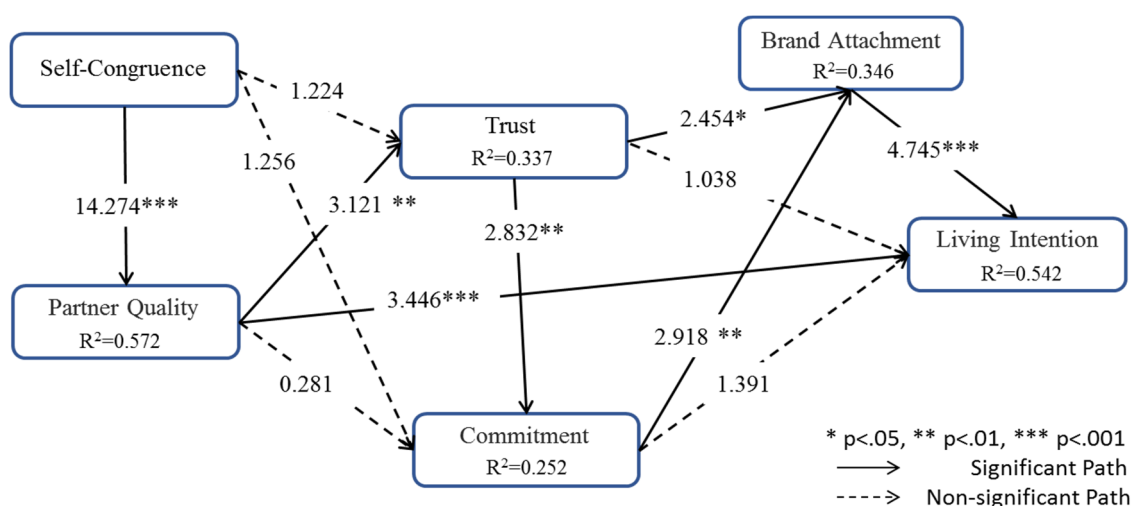 Brand Attachment
R²=0.346
Self-Congruence
1.224
Trust
R²=0.337
2.454*
4.745***
1.256
1.038
14.274***
3.121 **
2.832**
Living Intention
R²=0.542
Partner Quality
R²=0.572
3.446***
2.918 **
0.281
1.391
Commitment
R²=0.252
* p<.05, ** p<.01, *** p<.001
Significant Path
Non-significant Path